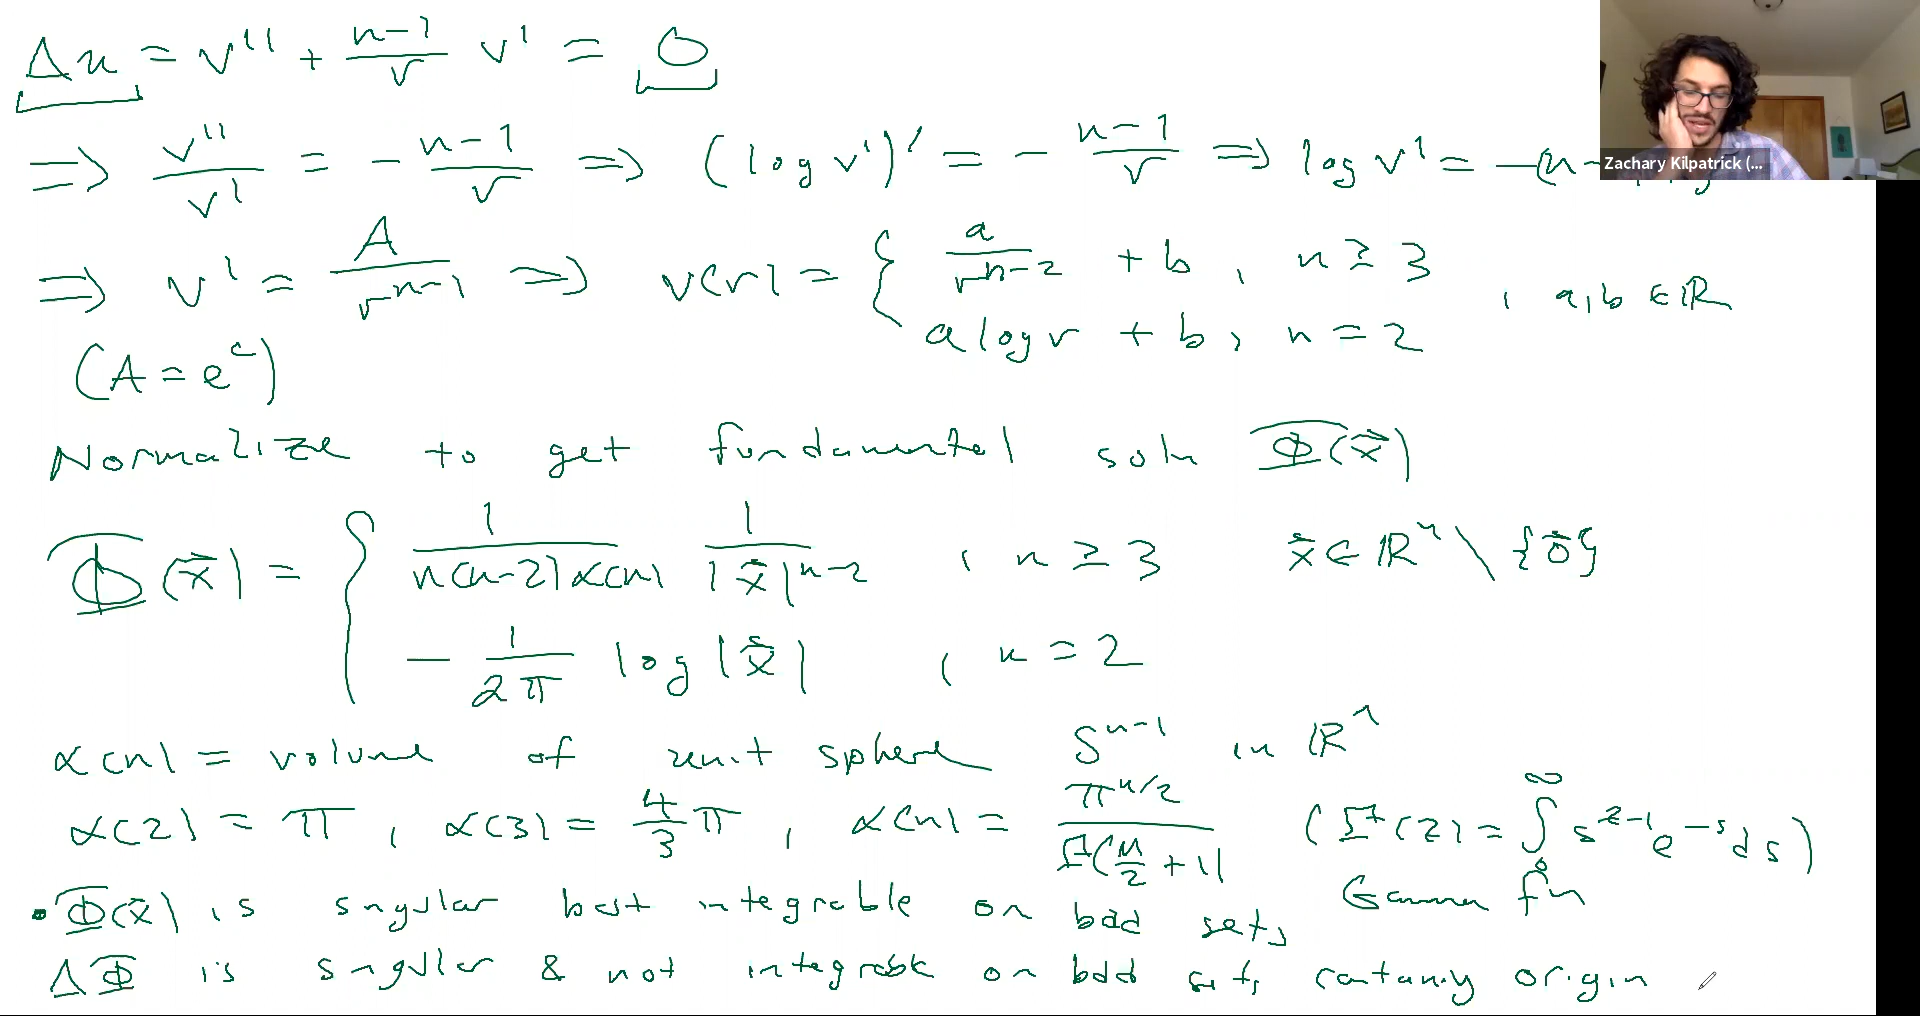 Δu = v'' + (n-1)/r v' = 0
⇒ v''/v' = - (n-1)/r ⇒ (log v')' = - (n-1)/r ⇒ log v' = -(n-
Zachary Kilpatrick (...
⇒ v' = A/r^{n-1} ⇒ v(r) = { a/r^{n-2} + b, n ≥ 3
a log r + b, n = 2 , a,b ∈ ℝ
(A = e^c)
Normalize to get fundamental soln Φ(x⃗)
Φ(x⃗) = { 1/(n(n-2)α(n)) 1/|x⃗|^{n-2} , n ≥ 3 x⃗ ∈ ℝ^n \ {0⃗}
- 1/(2π) log|x⃗| , n = 2
α(n) = volume of unit sphere S^{n-1} in ℝ^n
α(2) = π, α(3) = 4/3 π, α(n) = π^{n/2}/Γ(n/2 + 1) (Γ(z) = ∫_0^∞ s^{z-1} e^{-s} ds)
Gamma fn
• Φ(x⃗) is singular but integrable on bdd sets,
ΔΦ is singular & not integrable on bdd sets containing origin